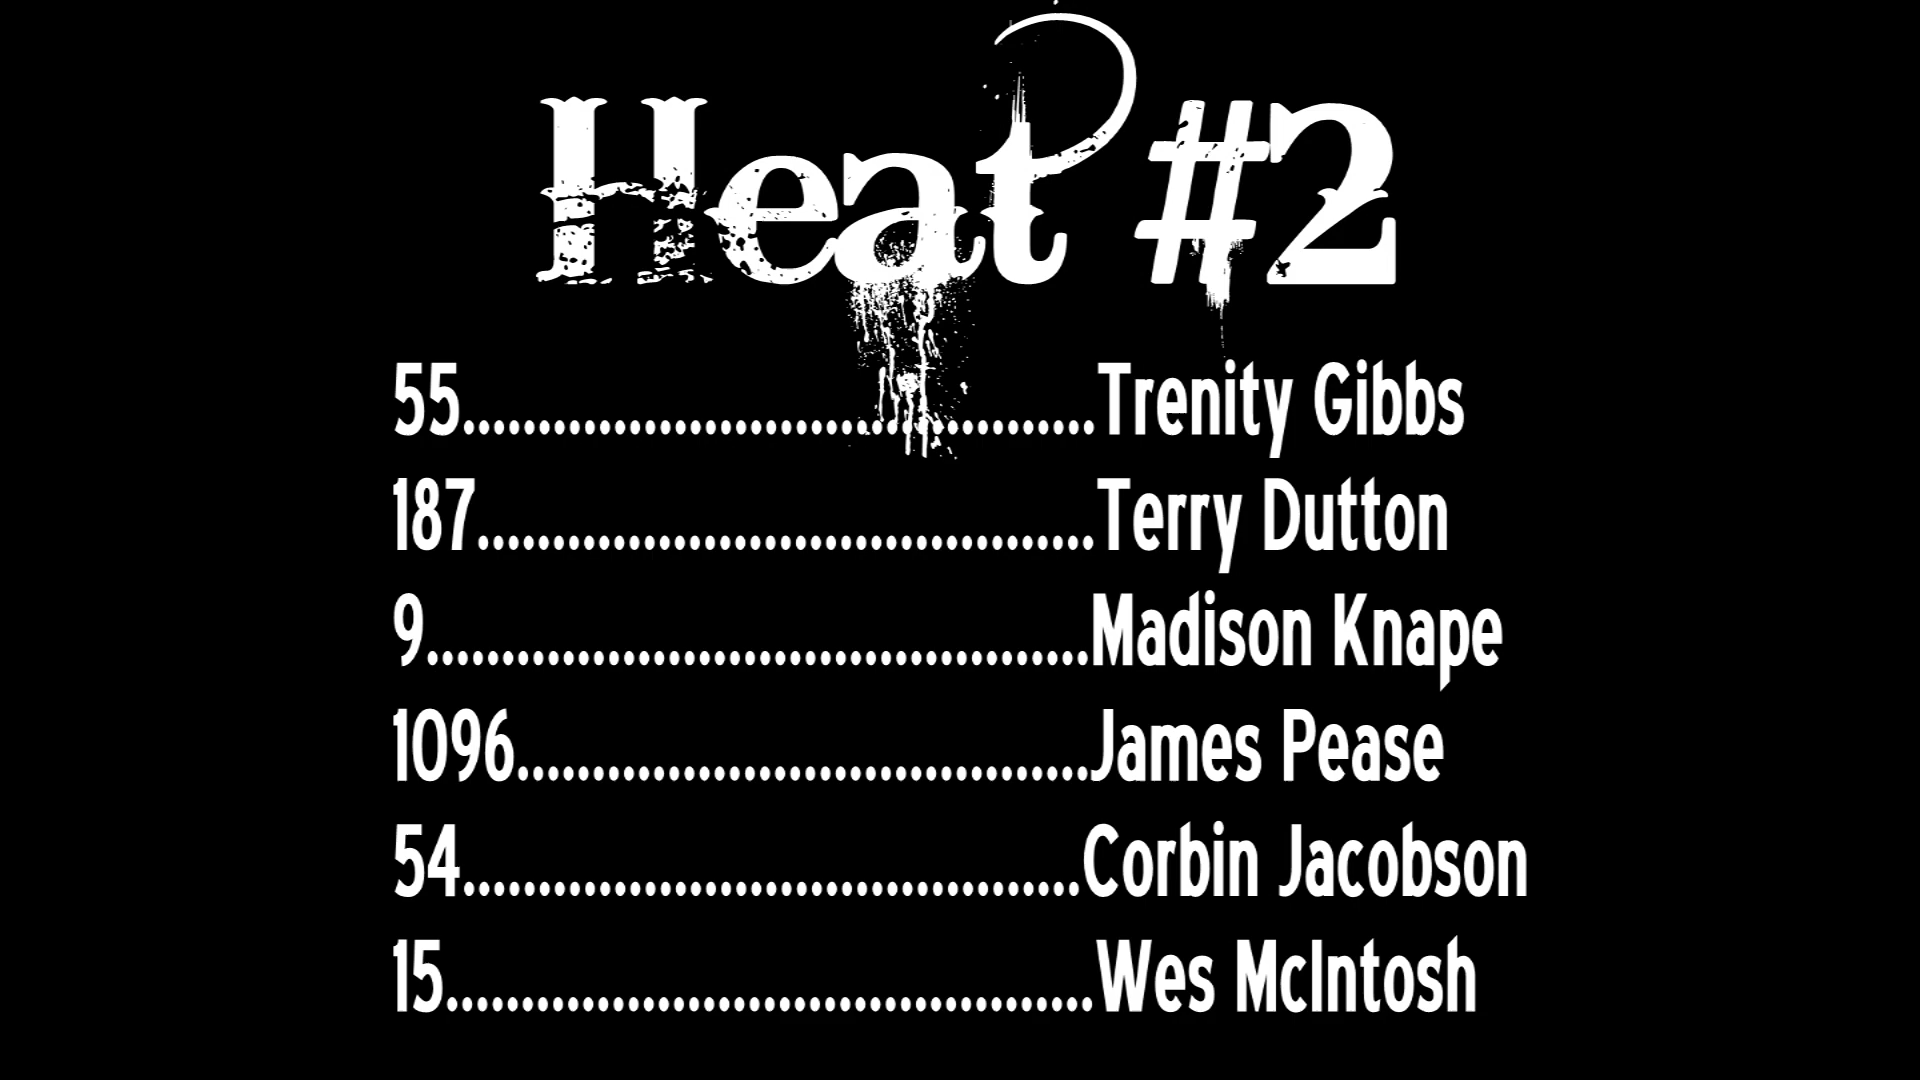 Heat #2
55..........................................Trenity Gibbs
187.........................................Terry Dutton
9............................................Madison Knape
1096......................................James Pease
54.........................................Corbin Jacobson
15...........................................Wes McIntosh